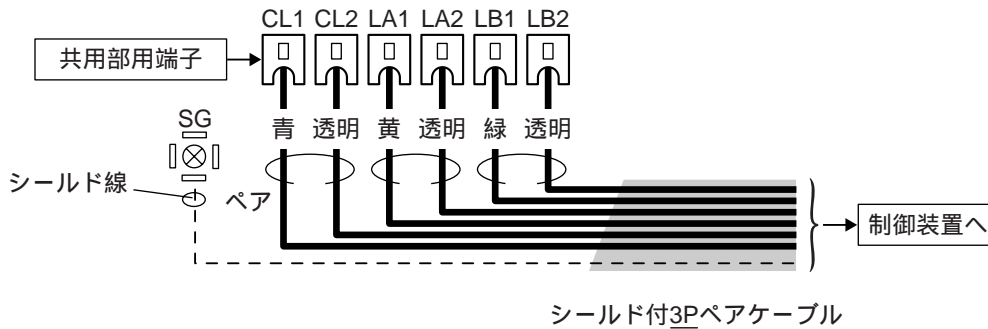 CL1 CL2 LA1 LA2 LB1 LB2
共用部用端子
SG
青 透明 黄 透明 緑 透明
シールド線
ペア
制御装置へ
シールド付3Pペアケーブル